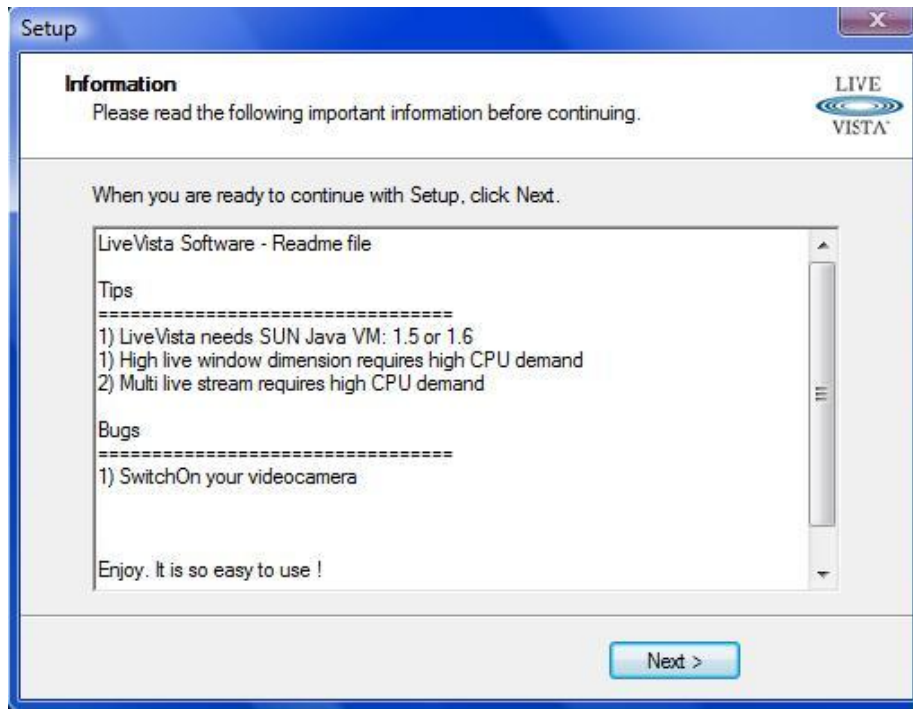 Setup
Information
Please read the following important information before continuing.
LIVE
VISTA™
When you are ready to continue with Setup, click Next.
LiveVista Software - Readme file
Tips
=================================
1) LiveVista needs SUN Java VM: 1.5 or 1.6
1) High live window dimension requires high CPU demand
2) Multi live stream requires high CPU demand
Bugs
=================================
1) SwitchOn your videocamera
Enjoy. It is so easy to use !
Next >